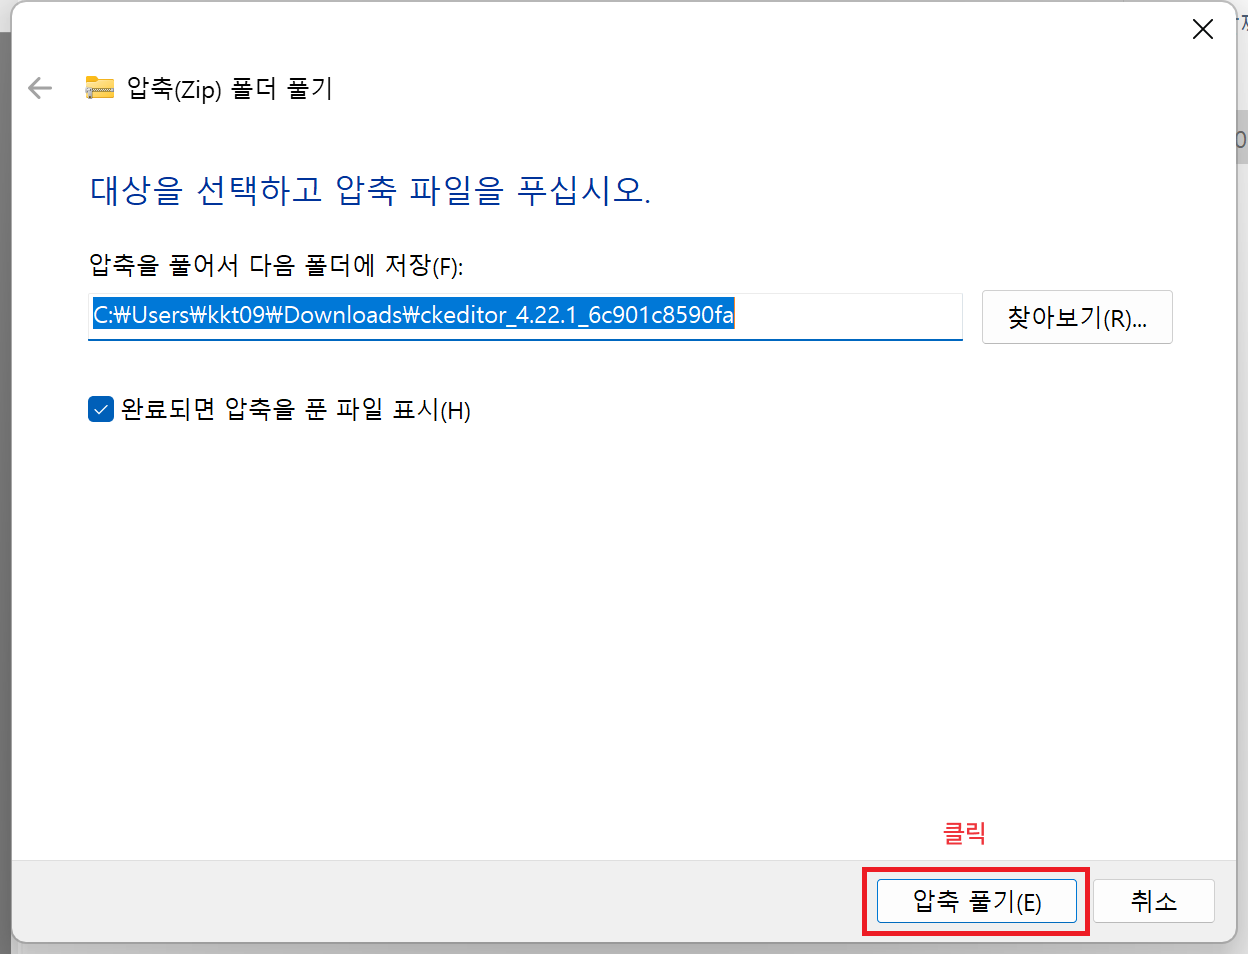 압축(Zip) 폴더 풀기
대상을 선택하고 압축 파일을 푸십시오.
압축을 풀어서 다음 폴더에 저장(F):
C:₩Users₩kkt09₩Downloads₩ckeditor_4.22.1_6c901c8590fa
찾아보기(R)...
완료되면 압축을 푼 파일 표시(H)
클릭
압축 풀기(E)
취소